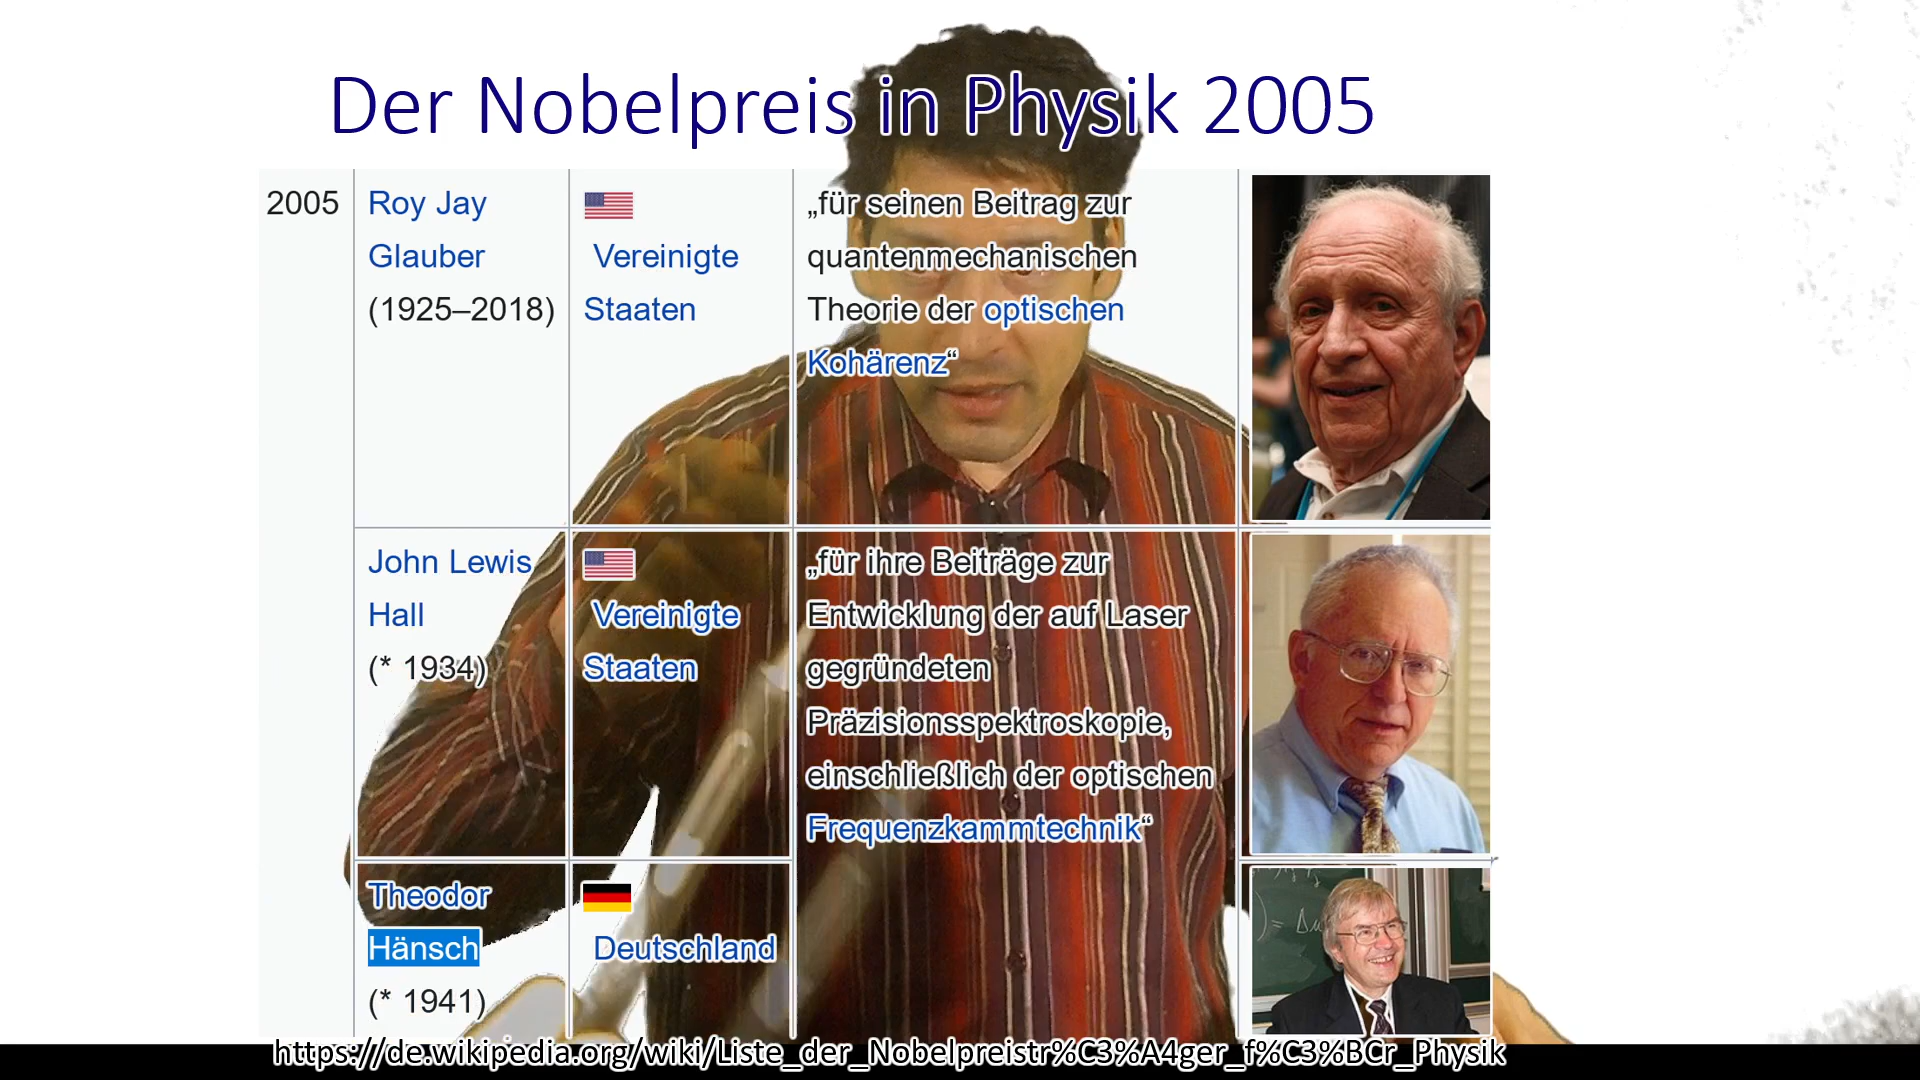 Der Nobelpreis in Physik 2005
2005
Roy Jay
Glauber
(1925–2018)
Vereinigte
Staaten
„für seinen Beitrag zur
quantenmechanischen
Theorie der optischen
Kohärenz“
John Lewis
Hall
(* 1934)
Vereinigte
Staaten
„für ihre Beiträge zur
Entwicklung der auf Laser
gegründeten
Präzisionsspektroskopie,
einschließlich der optischen
Frequenzkammtechnik“
Theodor
Hänsch
(* 1941)
Deutschland
) = Δu
https://de.wikipedia.org/wiki/Liste_der_Nobelpreistr%C3%A4ger_f%C3%BCr_Physik